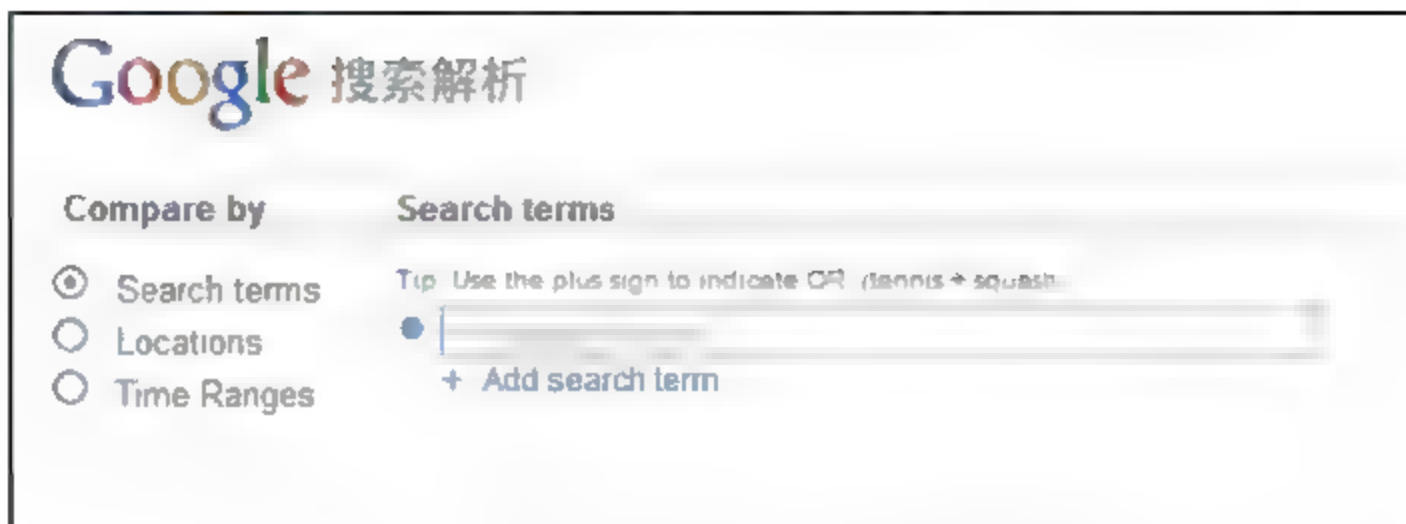 Google 搜索解析
Compare by
Search terms
Search terms
Locations
Time Ranges
Tip Use the plus sign to indicate OR (tennis + squash
+ Add search term